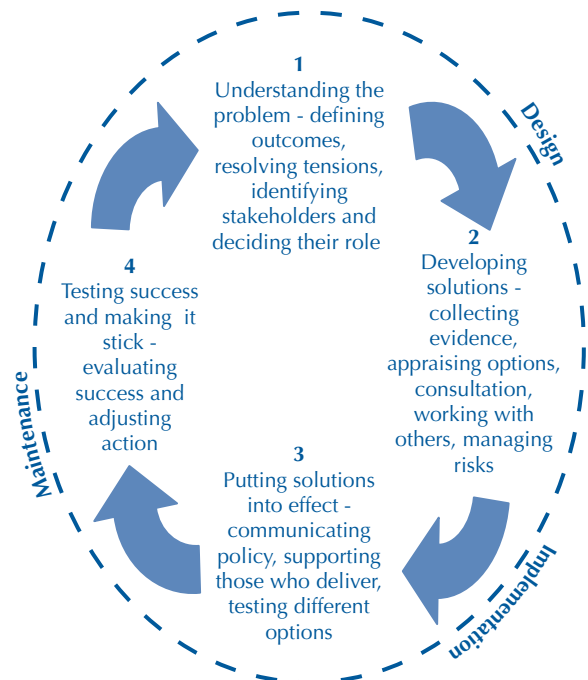 1
Understanding the
problem - defining
outcomes,
resolving tensions,
identifying
stakeholders and
deciding their role
Design
2
Developing
solutions -
collecting
evidence,
appraising options,
consultation,
working with
others, managing
risks
Implementation
3
Putting solutions
into effect -
communicating
policy, supporting
those who deliver,
testing different
options
4
Testing success
and making it
stick -
evaluating
success and
adjusting
action
Maintenance